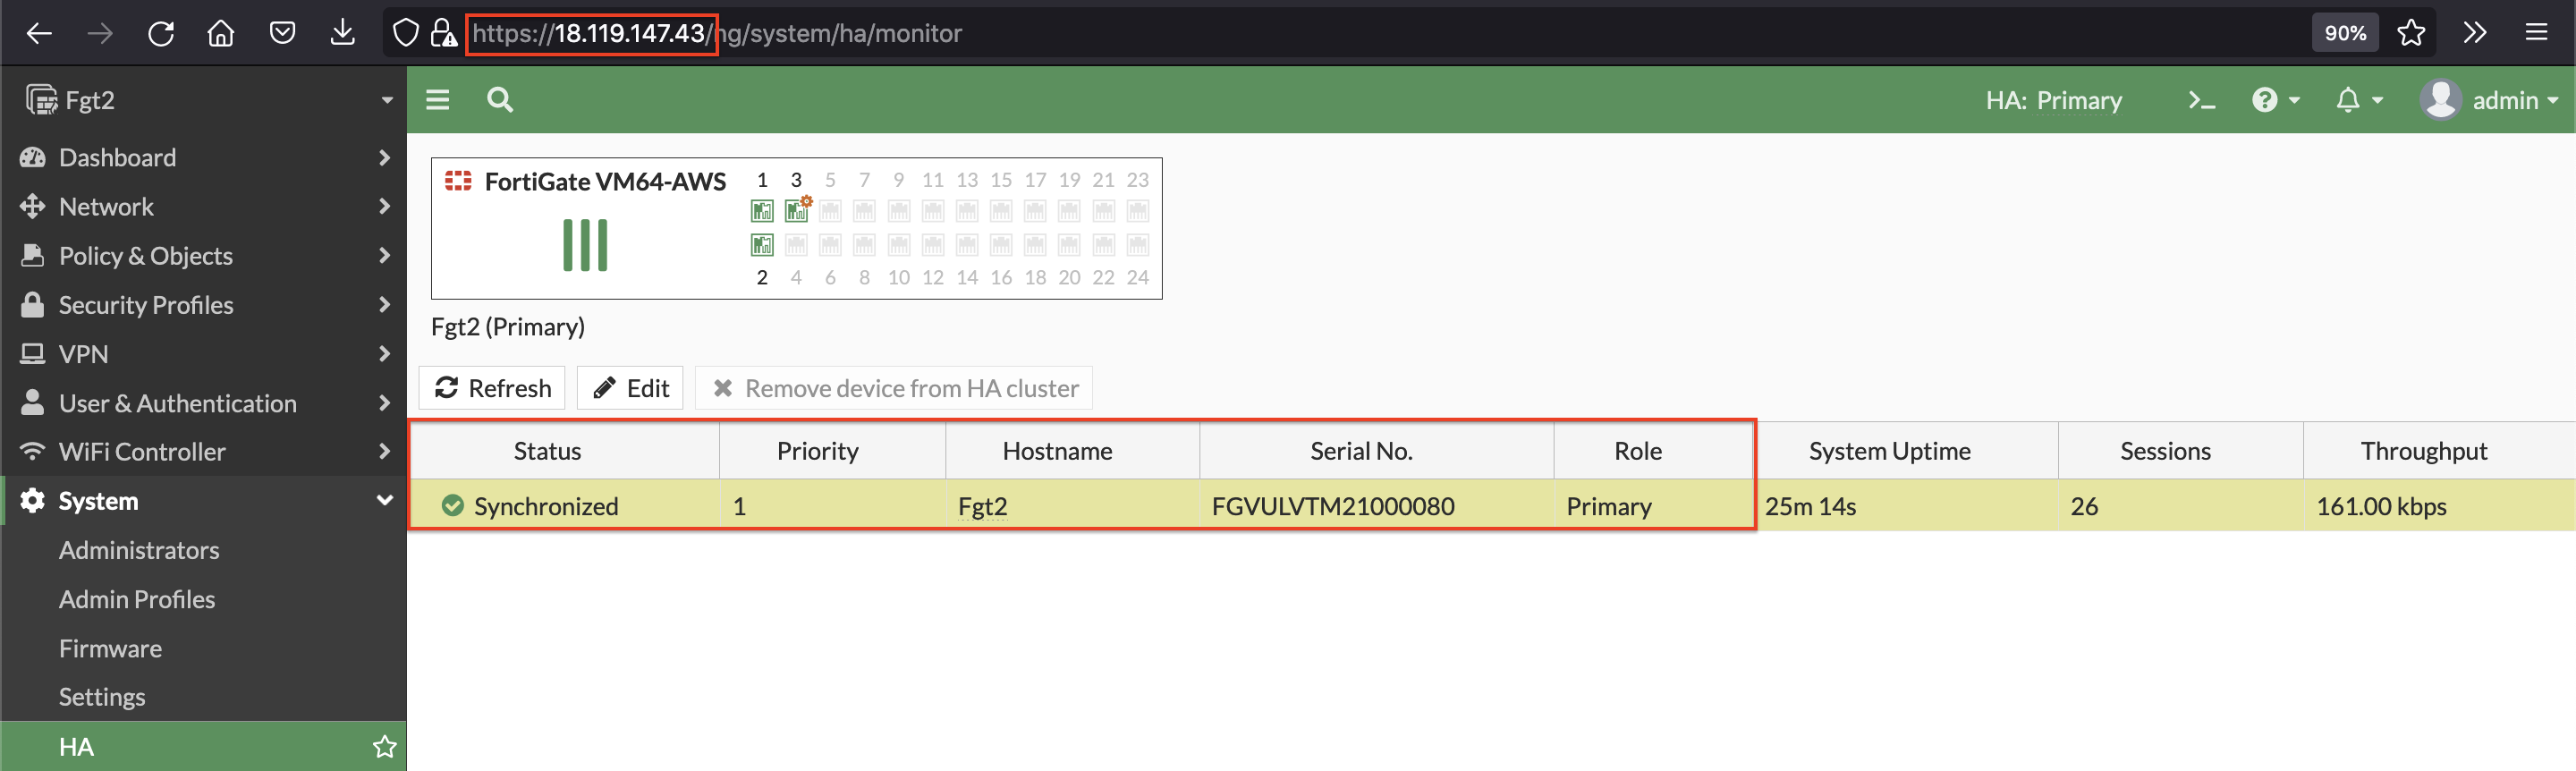 https://18.119.147.43/ng/system/ha/monitor
90%
Fgt2
HA: Primary
admin
Dashboard
Network
Policy & Objects
Security Profiles
VPN
User & Authentication
WiFi Controller
System
Administrators
Admin Profiles
Firmware
Settings
HA
FortiGate VM64-AWS
1 3 5 7 9 11 13 15 17 19 21 23
2 4 6 8 10 12 14 16 18 20 22 24
Fgt2 (Primary)
Refresh
Edit
Remove device from HA cluster
Status Priority Hostname Serial No. Role System Uptime Sessions Throughput
Synchronized 1 Fgt2 FGVULVTM21000080 Primary 25m 14s 26 161.00 kbps